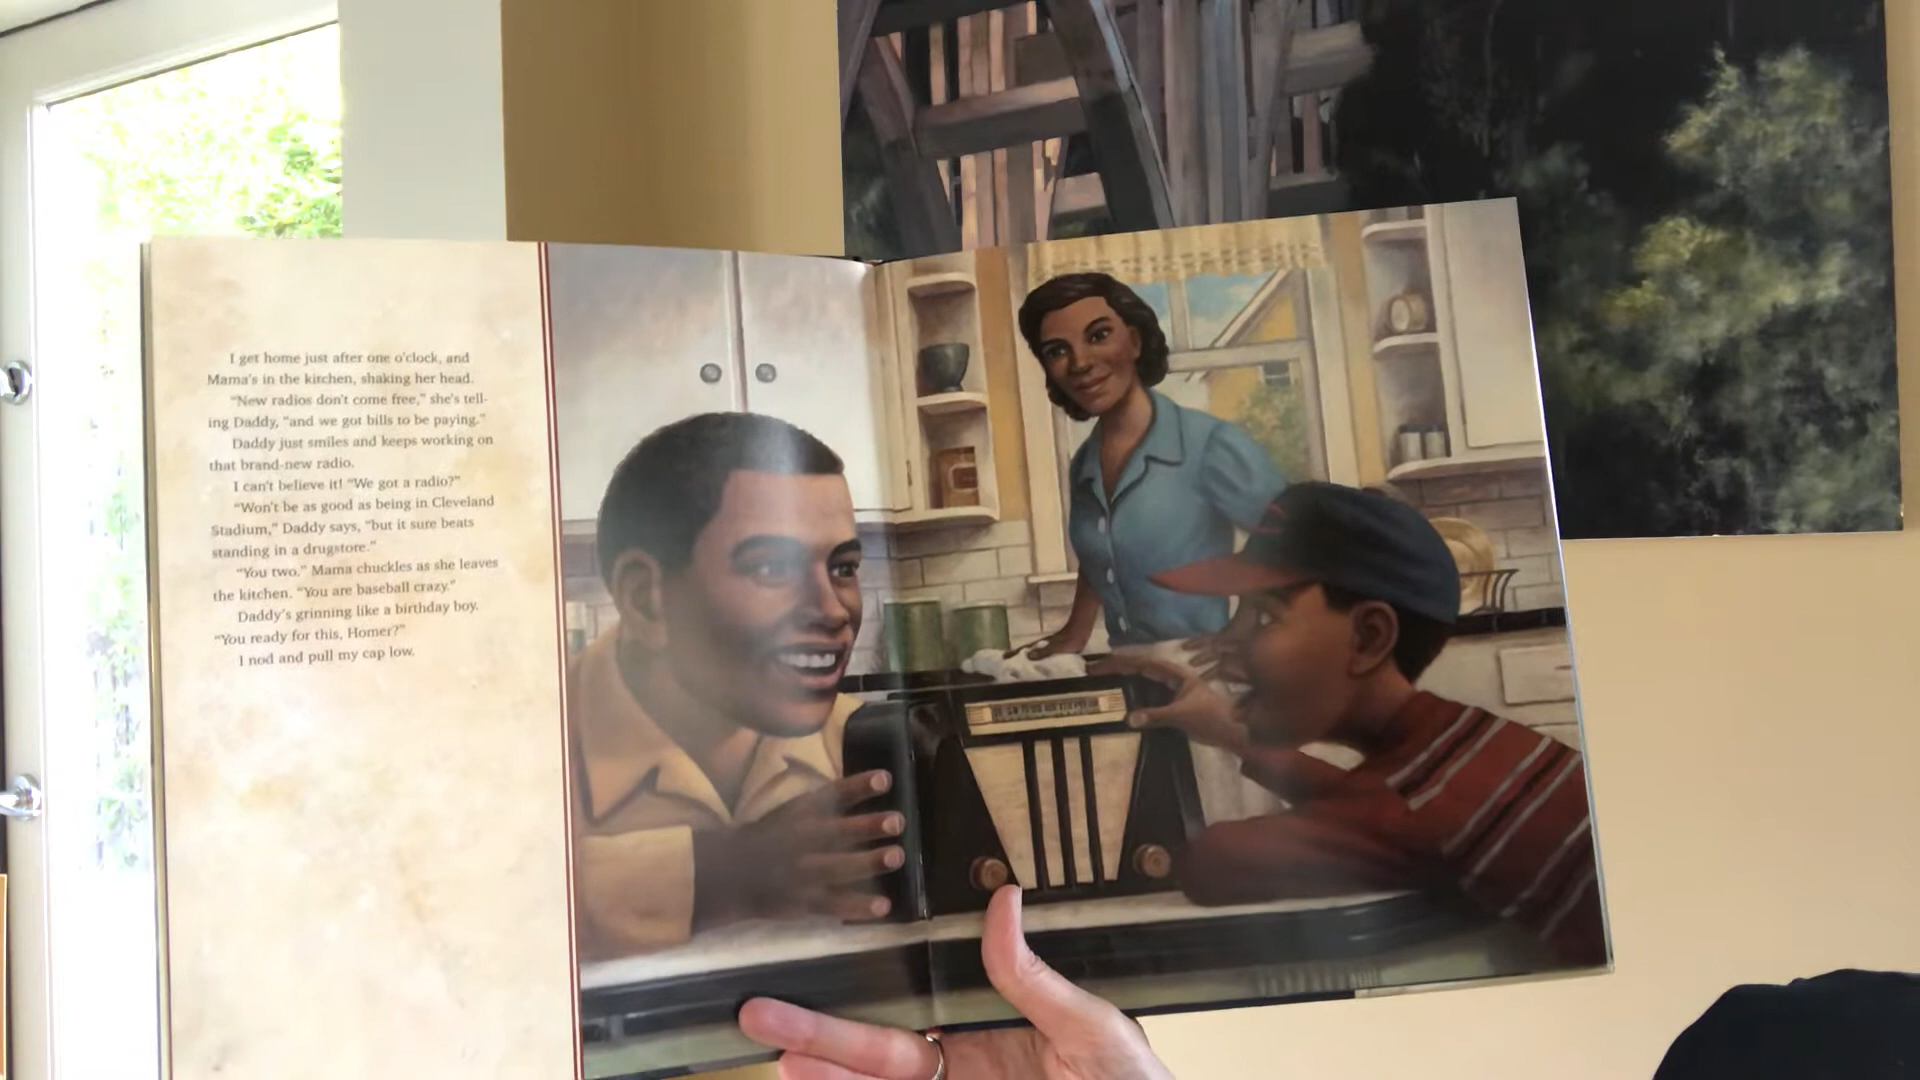 I get home just after one o'clock, and
Mama's in the kitchen, shaking her head.
"New radios don't come free," she's tell-
ing Daddy, "and we got bills to be paying."
Daddy just smiles and keeps working on
that brand-new radio.
I can't believe it! "We got a radio?"
"Won't be as good as being in Cleveland
Stadium," Daddy says, "but it sure beats
standing in a drugstore."
"You two." Mama chuckles as she leaves
the kitchen. "You are baseball crazy."
Daddy's grinning like a birthday boy.
"You ready for this, Homer?"
I nod and pull my cap low.